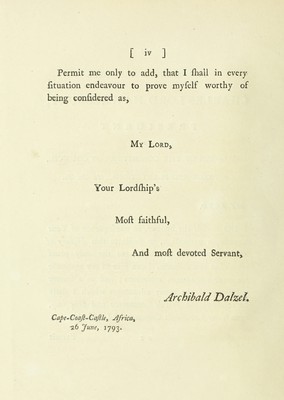 [ iv ]
Permit me only to add, that I ſhall in every
ſituation endeavour to prove myſelf worthy of
being conſidered as,
My Lord,
Your Lordſhip's
Moſt faithful,
And moſt devoted Servant,
Archibald Dalzel.
Cape-Coaſt-Caſtle, Africa,
26 June, 1793.